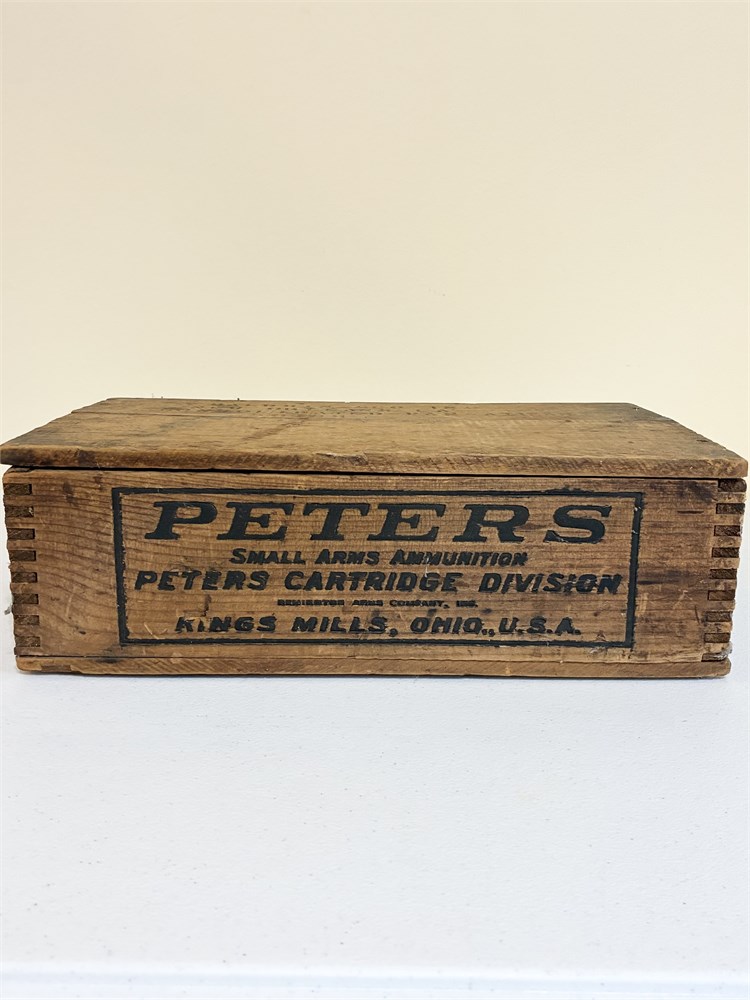 PETERS
SMALL ARMS AMMUNITION
PETERS CARTRIDGE DIVISION
REMINGTON ARMS COMPANY, INC.
KINGS MILLS, OHIO., U.S.A.